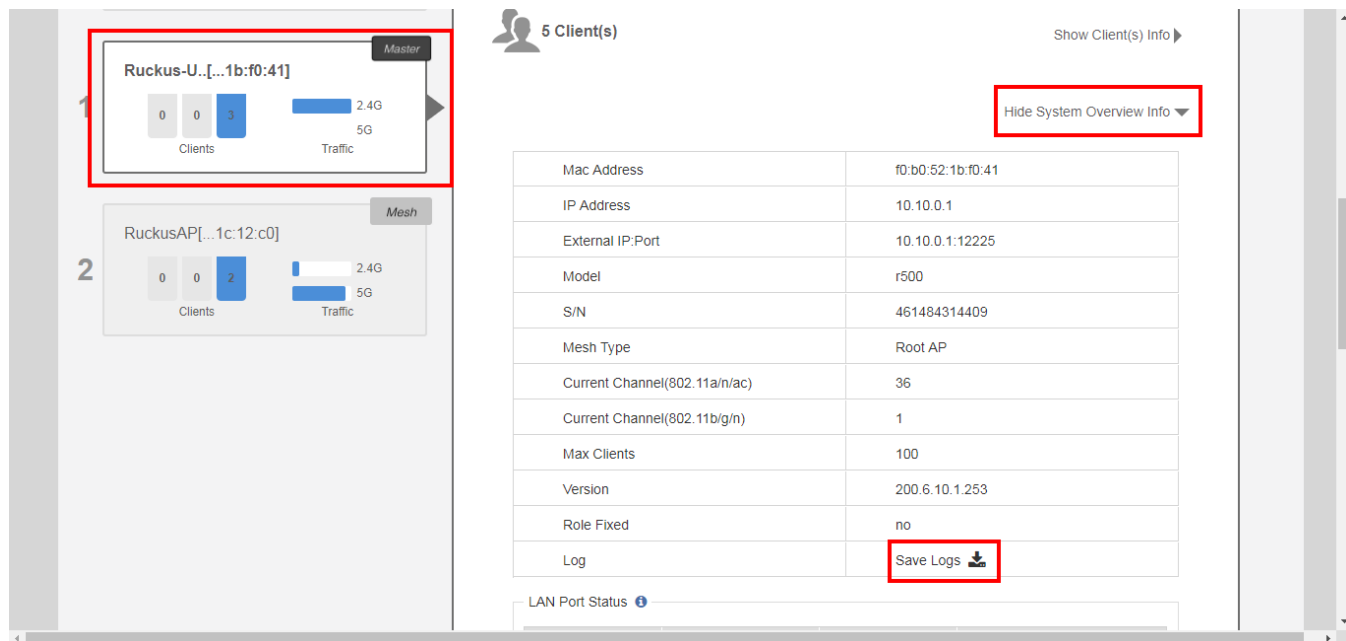 Master
Ruckus-U..[...1b:f0:41]
1
0 0 3
2.4G
5G
Clients
Traffic
Mesh
RuckusAP[...1c:12:c0]
2
0 0 2
2.4G
5G
Clients
Traffic
5 Client(s)
Show Client(s) Info
Hide System Overview Info
Mac Address f0:b0:52:1b:f0:41
IP Address 10.10.0.1
External IP:Port 10.10.0.1:12225
Model r500
S/N 461484314409
Mesh Type Root AP
Current Channel(802.11a/n/ac) 36
Current Channel(802.11b/g/n) 1
Max Clients 100
Version 200.6.10.1.253
Role Fixed no
Log Save Logs
LAN Port Status